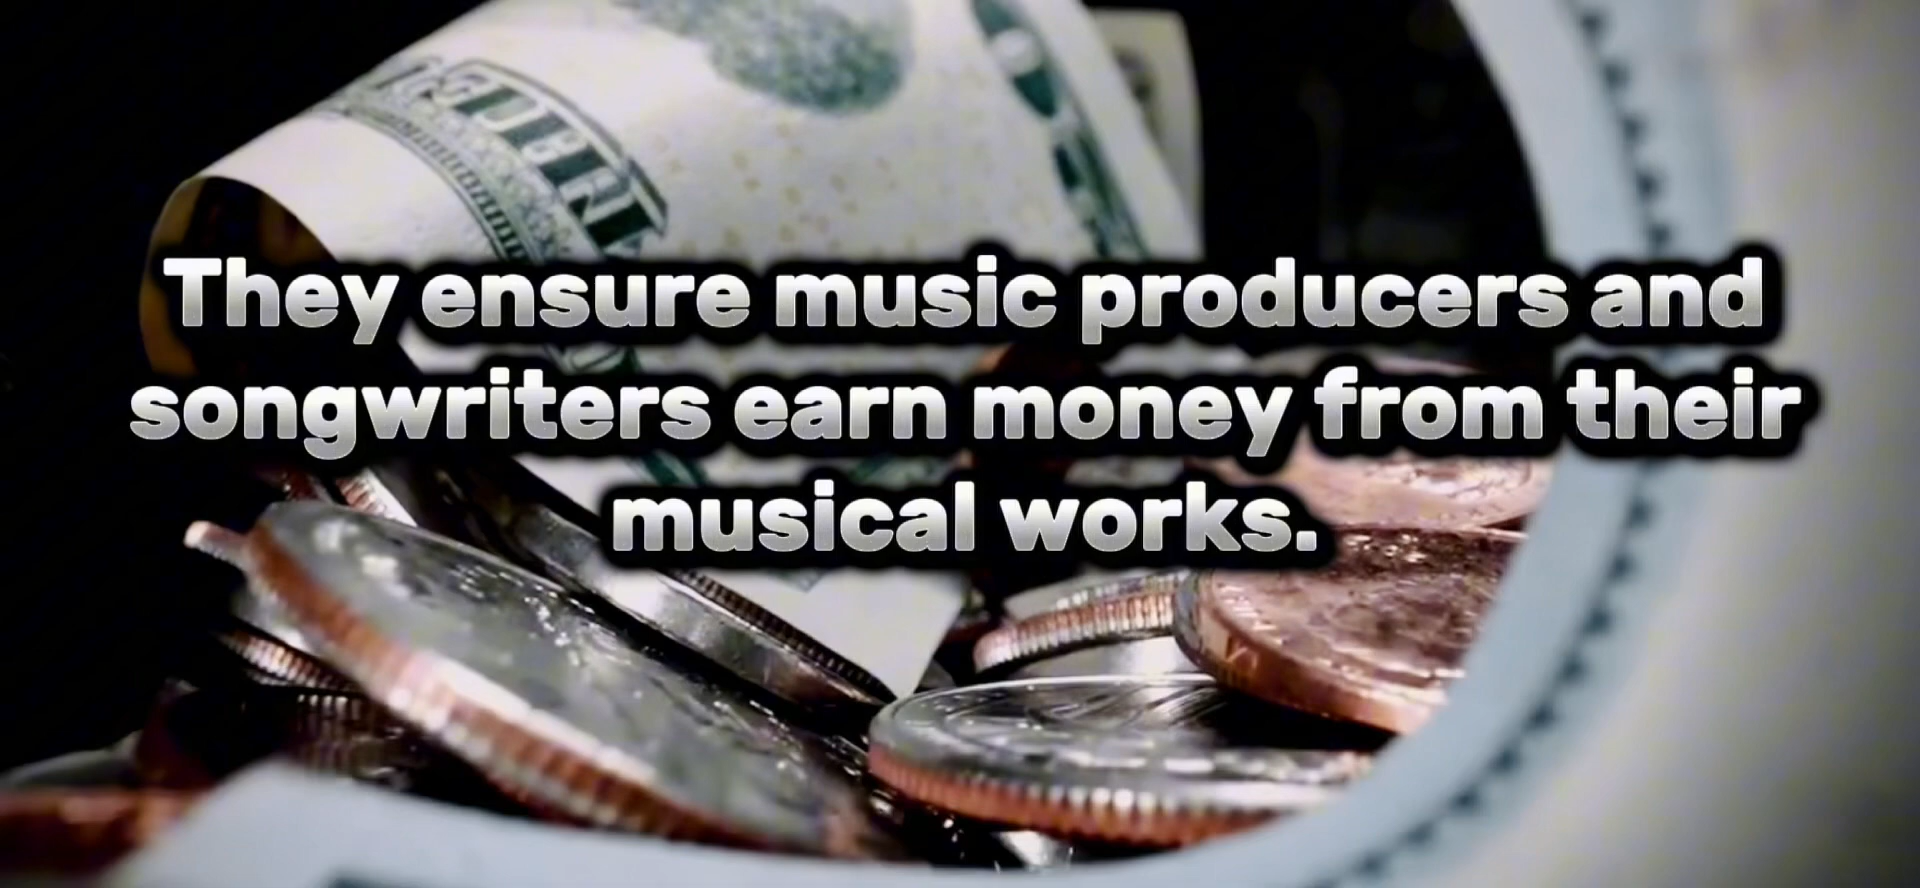 They ensure music producers and
songwriters earn money from their
musical works.